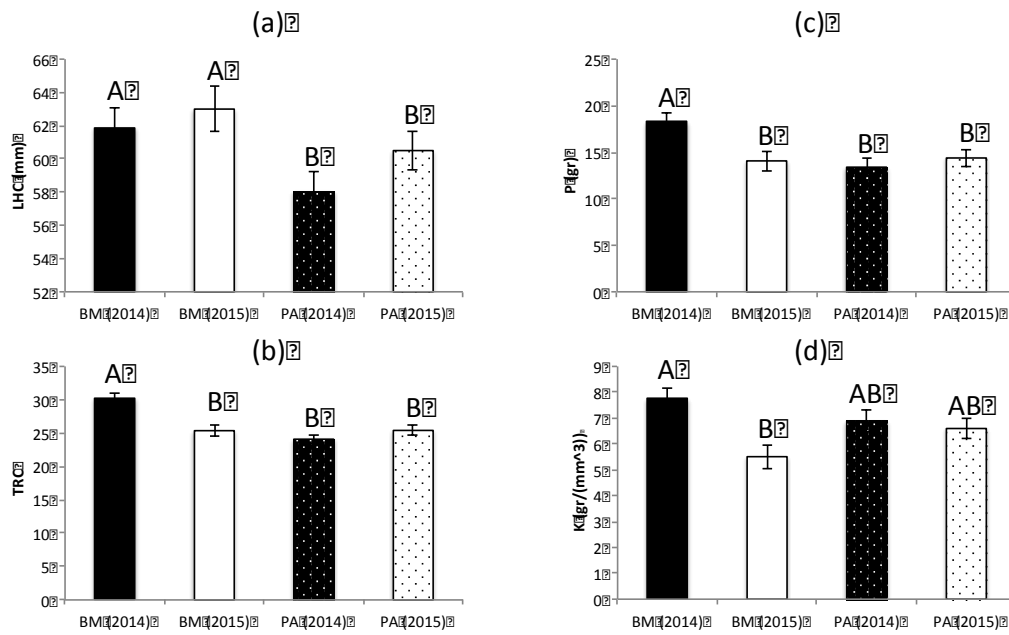 (a)⍰
LHC⍰(mm)⍰
66⍰
64⍰
62⍰
60⍰
58⍰
56⍰
54⍰
52⍰
A⍰
A⍰
B⍰
B⍰
BM⍰(2014)⍰ BM⍰(2015)⍰ PA⍰(2014)⍰ PA⍰(2015)⍰
(c)⍰
P⍰(gr)⍰
25⍰
20⍰
15⍰
10⍰
5⍰
0⍰
A⍰
B⍰
B⍰
B⍰
BM⍰(2014)⍰ BM⍰(2015)⍰ PA⍰(2014)⍰ PA⍰(2015)⍰
(b)⍰
TRC⍰
35⍰
30⍰
25⍰
20⍰
15⍰
10⍰
5⍰
0⍰
A⍰
B⍰
B⍰
B⍰
BM⍰(2014)⍰ BM⍰(2015)⍰ PA⍰(2014)⍰ PA⍰(2015)⍰
(d)⍰
K⍰(gr/(mm^3))⍰
9⍰
8⍰
7⍰
6⍰
5⍰
4⍰
3⍰
2⍰
1⍰
0⍰
A⍰
B⍰
AB⍰
AB⍰
BM⍰(2014)⍰ BM⍰(2015)⍰ PA⍰(2014)⍰ PA⍰(2015)⍰